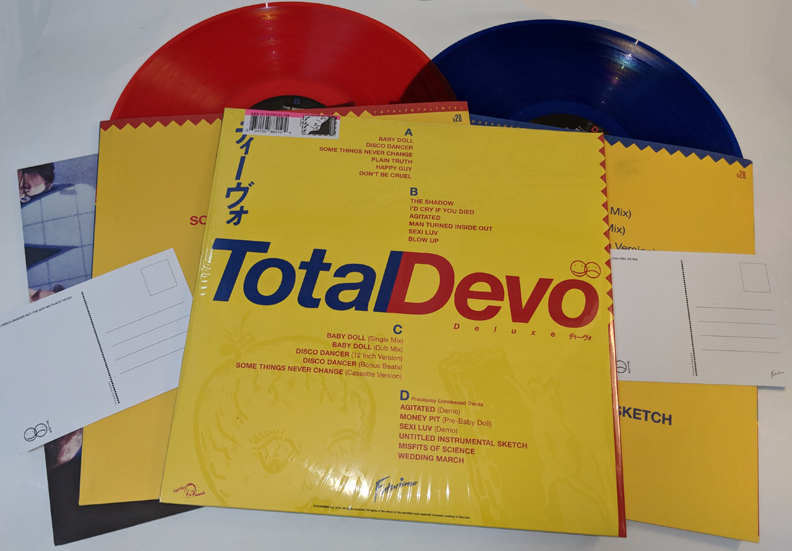 TOTALTOTALTOTALTOTAL
ディーヴォ
A
BABY DOLL
DISCO DANCER
SOME THINGS NEVER CHANGE
PLAIN TRUTH
HAPPY GUY
DON'T BE CRUEL
B
THE SHADOW
I'D CRY IF YOU DIED
AGITATED
MAN TURNED INSIDE OUT
SEXI LUV
BLOW UP
TotalDevo
Deluxe ディーヴォ
C
BABY DOLL (Single Mix)
BABY DOLL (Dub Mix)
DISCO DANCER (12 Inch Version)
DISCO DANCER (Bonus Beats)
SOME THINGS NEVER CHANGE (Cassette Version)
D Previously Unreleased Tracks
AGITATED (Demo)
MONEY PIT (Pre-Baby Doll)
SEXI LUV (Demo)
UNTITLED INSTRUMENTAL SKETCH
MISFITS OF SCIENCE
WEDDING MARCH
Futurismo
SO
Mix)
Mix)
Version)
SKETCH